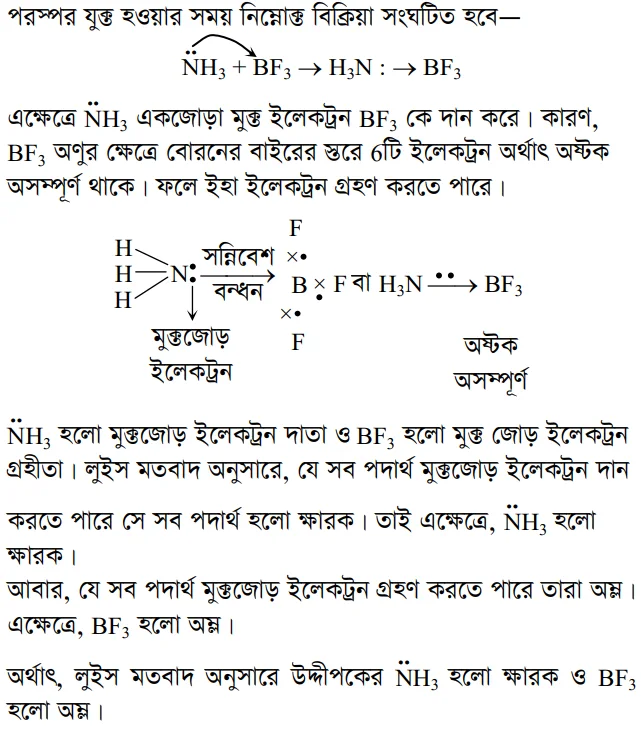 পরস্পর যুক্ত হওয়ার সময় নিম্নোক্ত বিক্রিয়া সংঘটিত হবে—
N̈H₃ + BF₃ → H₃N : → BF₃
এক্ষেত্রে N̈H₃ একজোড়া মুক্ত ইলেকট্রন BF₃ কে দান করে। কারণ,
BF₃ অণুর ক্ষেত্রে বোরনের বাইরের স্তরে 6টি ইলেকট্রন অর্থাৎ অষ্টক
অসম্পূর্ণ থাকে। ফলে ইহা ইলেকট্রন গ্রহণ করতে পারে।
F
H সন্নিবেশ ×•
H N: → B ×• F বা H₃N •• → BF₃
H বন্ধন ×•
মুক্তজোড় F অষ্টক
ইলেকট্রন অসম্পূর্ণ
N̈H₃ হলো মুক্তজোড় ইলেকট্রন দাতা ও BF₃ হলো মুক্ত জোড় ইলেকট্রন
গ্রহীতা। লুইস মতবাদ অনুসারে, যে সব পদার্থ মুক্তজোড় ইলেকট্রন দান
করতে পারে সে সব পদার্থ হলো ক্ষারক। তাই এক্ষেত্রে, N̈H₃ হলো
ক্ষারক।
আবার, যে সব পদার্থ মুক্তজোড় ইলেকট্রন গ্রহণ করতে পারে তারা অম্ল।
এক্ষেত্রে, BF₃ হলো অম্ল।
অর্থাৎ, লুইস মতবাদ অনুসারে উদ্দীপকের N̈H₃ হলো ক্ষারক ও BF₃
হলো অম্ল।